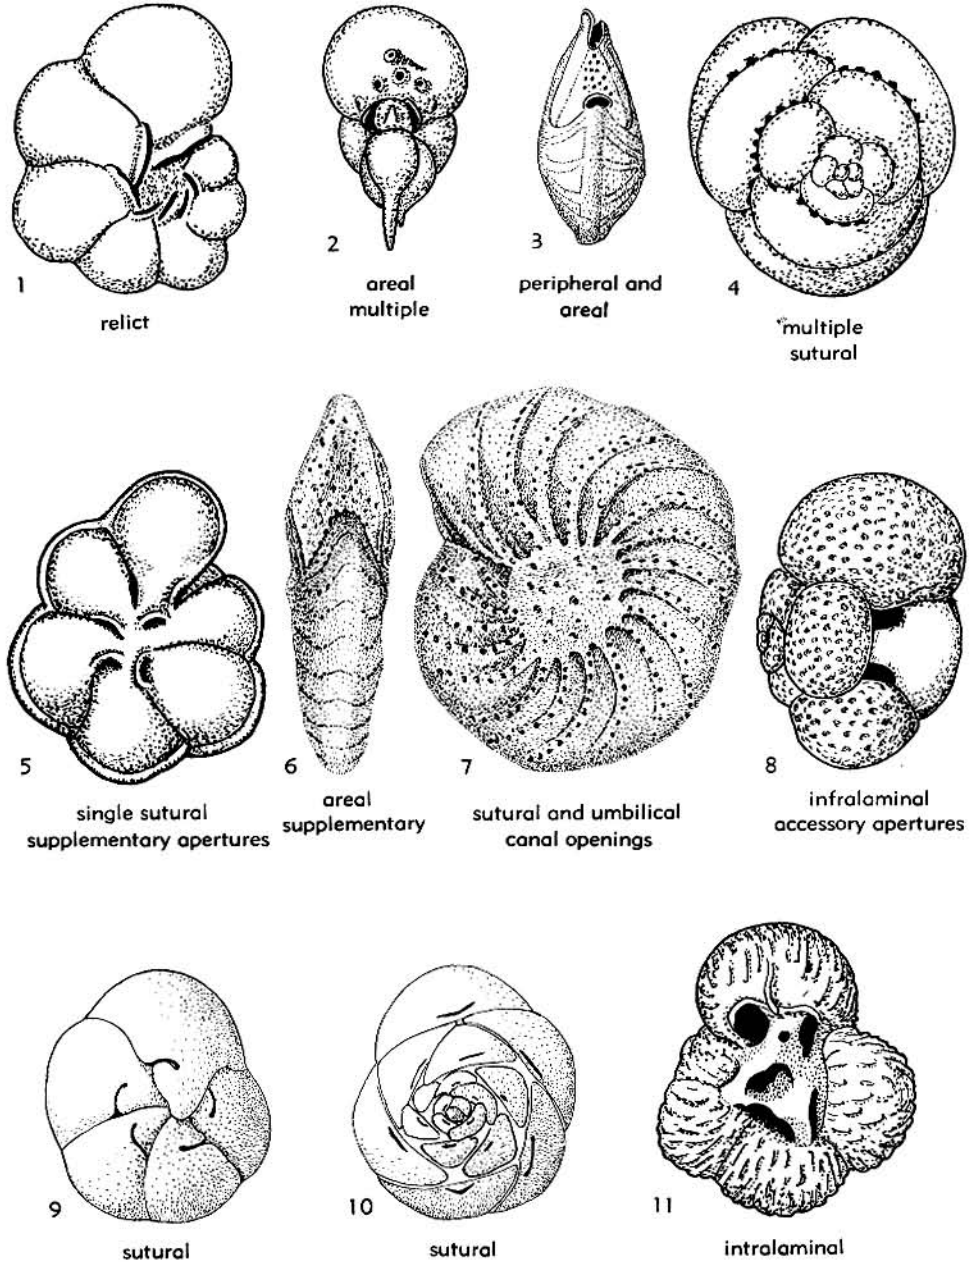 1
relict
2
areal
multiple
3
peripheral and
areal
4
multiple
sutural
5
single sutural
supplementary apertures
6
areal
supplementary
7
sutural and umbilical
canal openings
8
infralaminal
accessory apertures
9
sutural
10
sutural
11
intralaminal